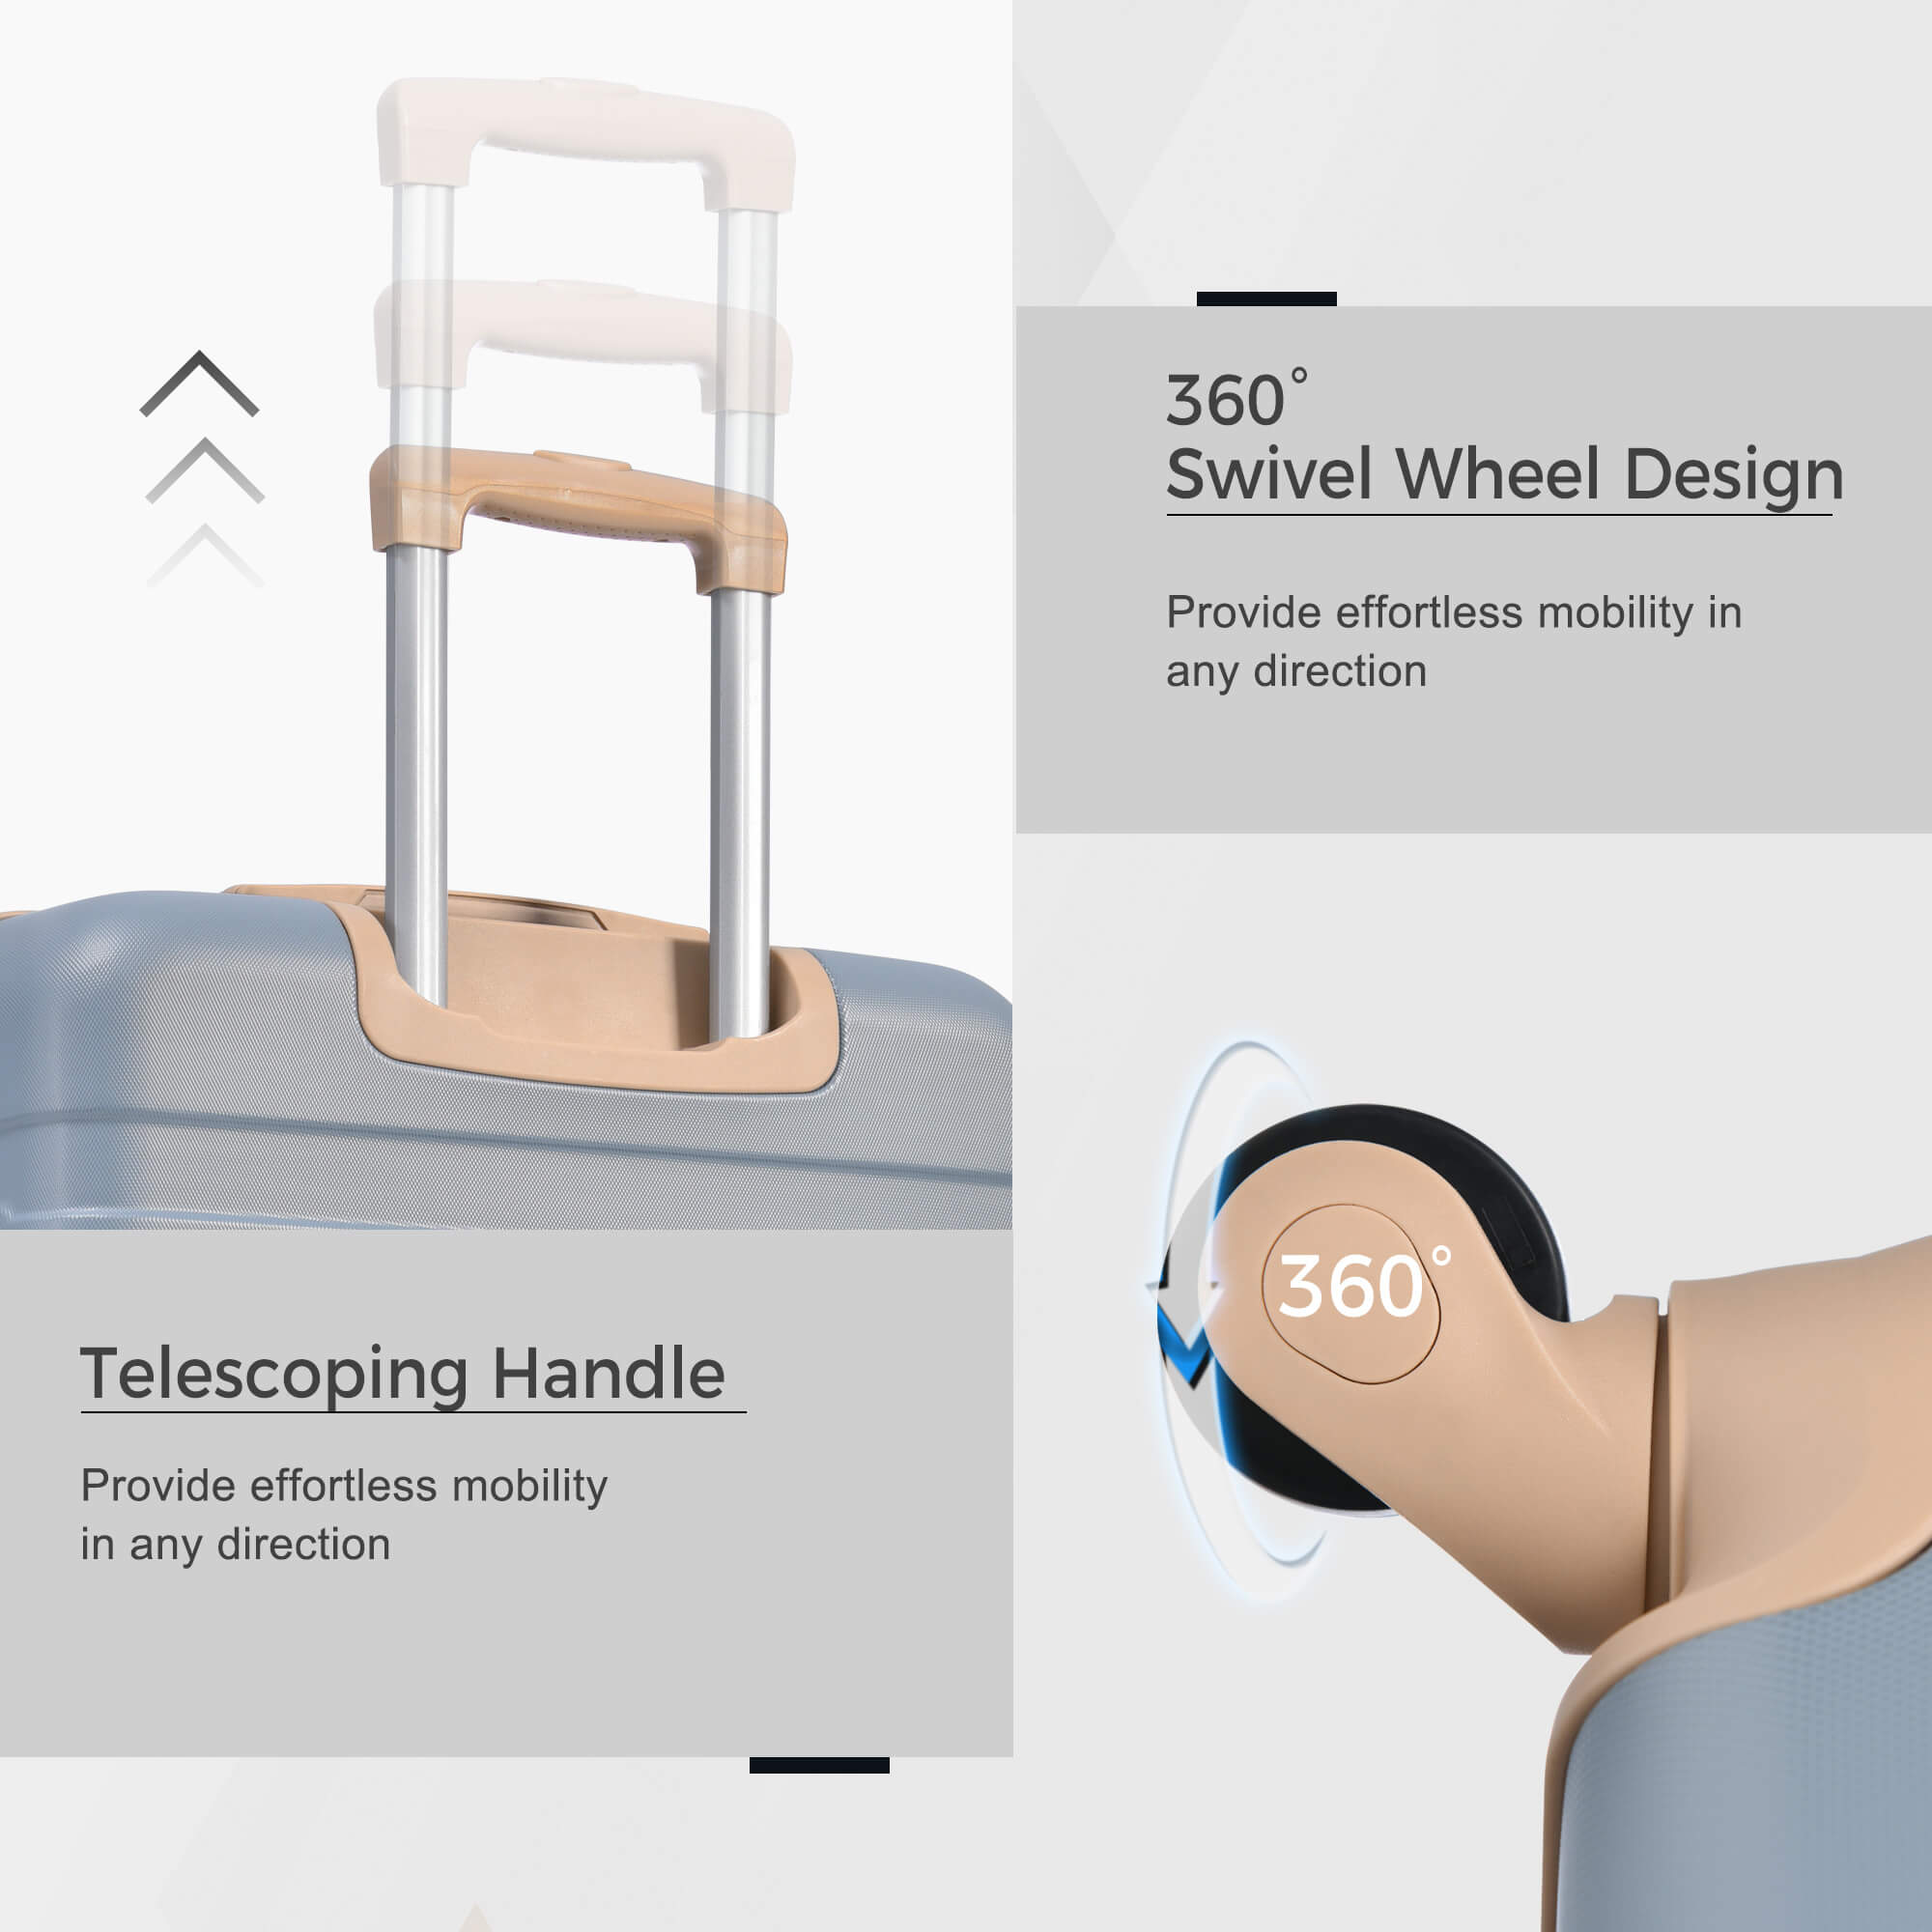 360°
Swivel Wheel Design
Provide effortless mobility in
any direction
360°
Telescoping Handle
Provide effortless mobility
in any direction